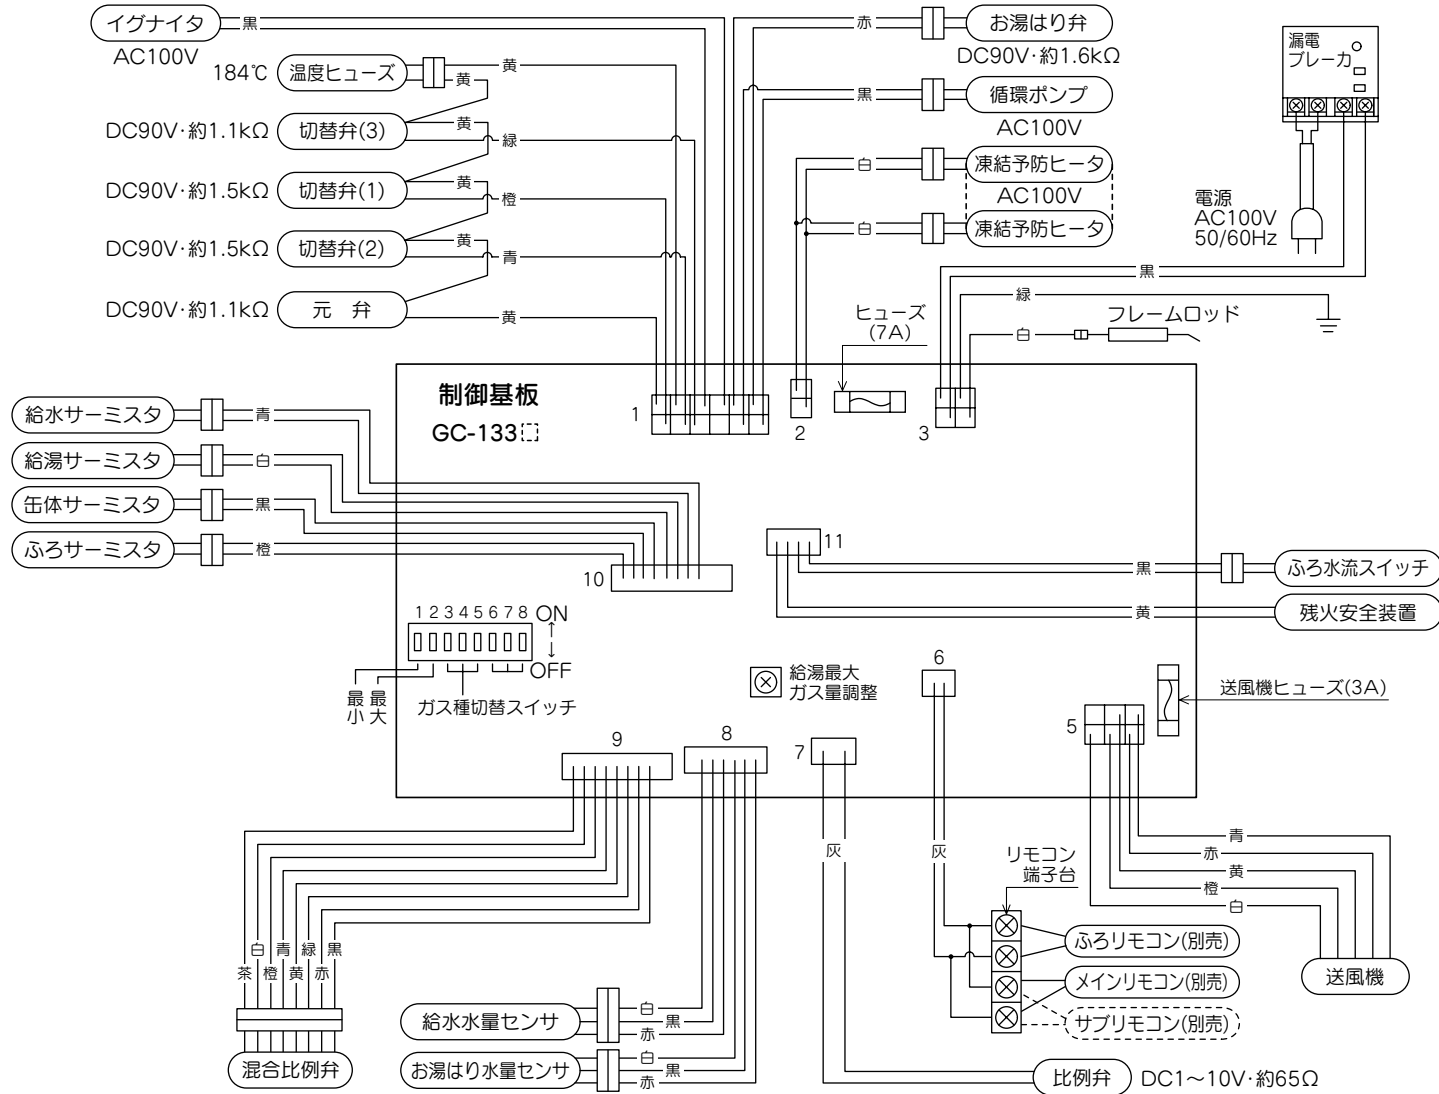 イグナイタ
黒
AC100V
184℃
温度ヒューズ
黄
黄
DC90V·約1.1kΩ
切替弁(3)
黄
緑
DC90V·約1.5kΩ
切替弁(1)
黄
橙
DC90V·約1.5kΩ
切替弁(2)
黄
青
DC90V·約1.1kΩ
元 弁
黄
赤
お湯はり弁
DC90V·約1.6kΩ
黒
循環ポンプ
AC100V
白
凍結予防ヒータ
AC100V
白
凍結予防ヒータ
漏電
ブレーカ
電源
AC100V
50/60Hz
黒
緑
白
フレームロッド
ヒューズ
(7A)
制御基板
GC-133
1
2
3
給水サーミスタ
青
給湯サーミスタ
白
缶体サーミスタ
黒
ふろサーミスタ
橙
10
11
黒
ふろ水流スイッチ
黄
残火安全装置
1 2 3 4 5 6 7 8
ON
OFF
最小
最大
ガス種切替スイッチ
給湯最大
ガス量調整
6
送風機ヒューズ(3A)
5
9
8
7
灰
灰
リモコン
端子台
青
赤
黄
橙
白
送風機
ふろリモコン(別売)
メインリモコン(別売)
サブリモコン(別売)
白
青
緑
黒
茶
橙
黄
赤
混合比例弁
給水水量センサ
白
黒
赤
お湯はり水量センサ
白
黒
赤
比例弁
DC1〜10V·約65Ω